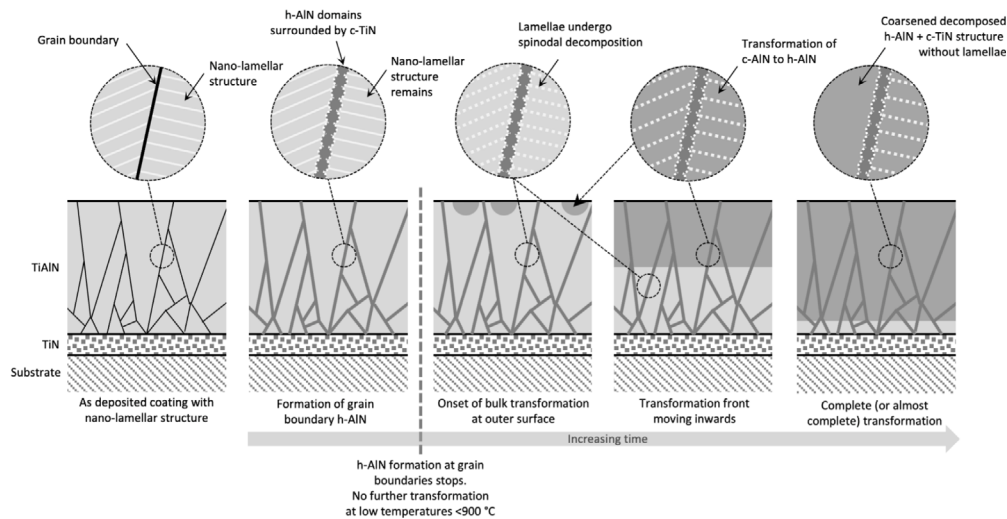 Grain boundary
Nano-lamellar
structure
h-AlN domains
surrounded by c-TiN
Nano-lamellar
structure
remains
Lamellae undergo
spinodal decomposition
Transformation of
c-AlN to h-AlN
Coarsened decomposed
h-AlN + c-TiN structure
without lamellae
TiAlN
TiN
Substrate
As deposited coating with
nano-lamellar structure
Formation of grain
boundary h-AlN
Onset of bulk transformation
at outer surface
Transformation front
moving inwards
Complete (or almost
complete) transformation
Increasing time
h-AlN formation at grain
boundaries stops.
No further transformation
at low temperatures <900 °C